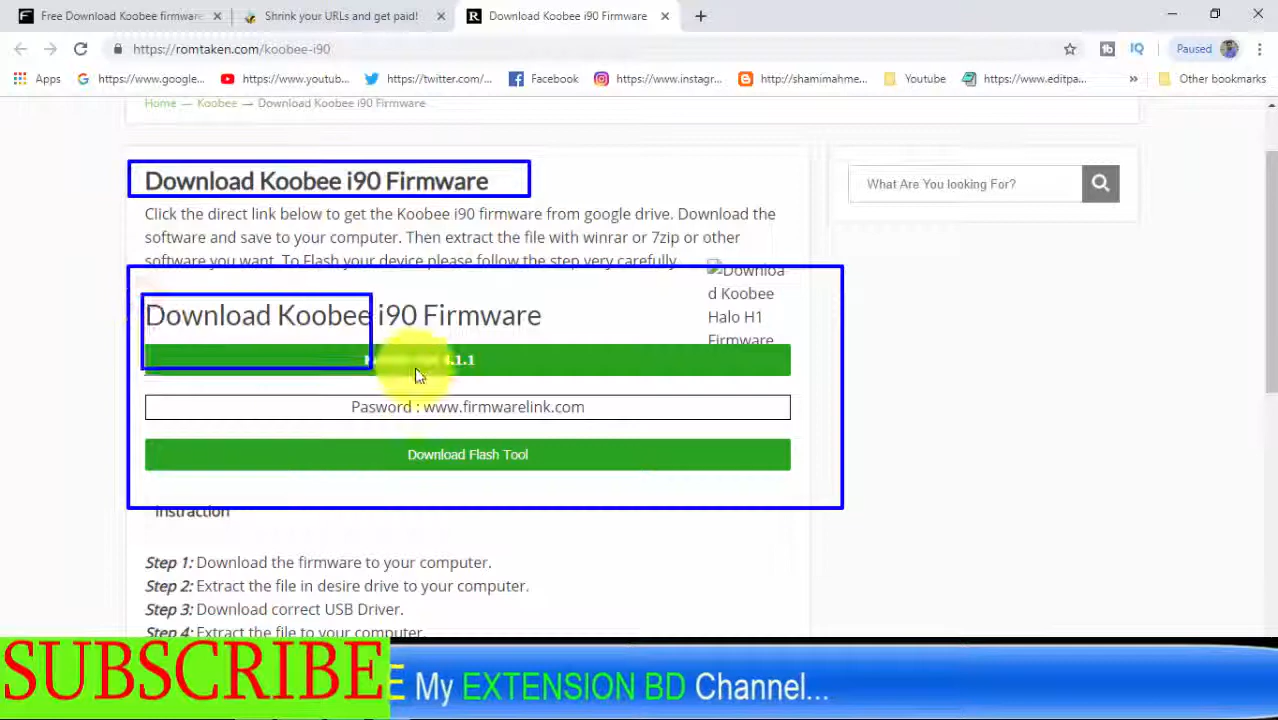 Free Download Koobee firmware
Shrink your URLs and get paid!
Download Koobee i90 Firmware
https://romtaken.com/koobee-i90
Paused
Apps
https://www.google...
https://www.youtub...
https://twitter.com/...
Facebook
https://www.instagr...
http://shamimahme...
Youtube
https://www.editpa...
»
Other bookmarks
Home — Koobee — Download Koobee i90 Firmware
Download Koobee i90 Firmware
Click the direct link below to get the Koobee i90 firmware from google drive. Download the
software and save to your computer. Then extract the file with winrar or 7zip or other
software you want. To Flash your device please follow the step very carefully
What Are You looking For?
Downloa
d Koobee
Halo H1
Firmware
Download Koobee i90 Firmware
4.1.1
Pasword : www.firmwarelink.com
Download Flash Tool
Instraction
Step 1: Download the firmware to your computer.
Step 2: Extract the file in desire drive to your computer.
Step 3: Download correct USB Driver.
Step 4: Extract the file to your computer.
SUBSCRIBE
E My EXTENSION BD Channel...